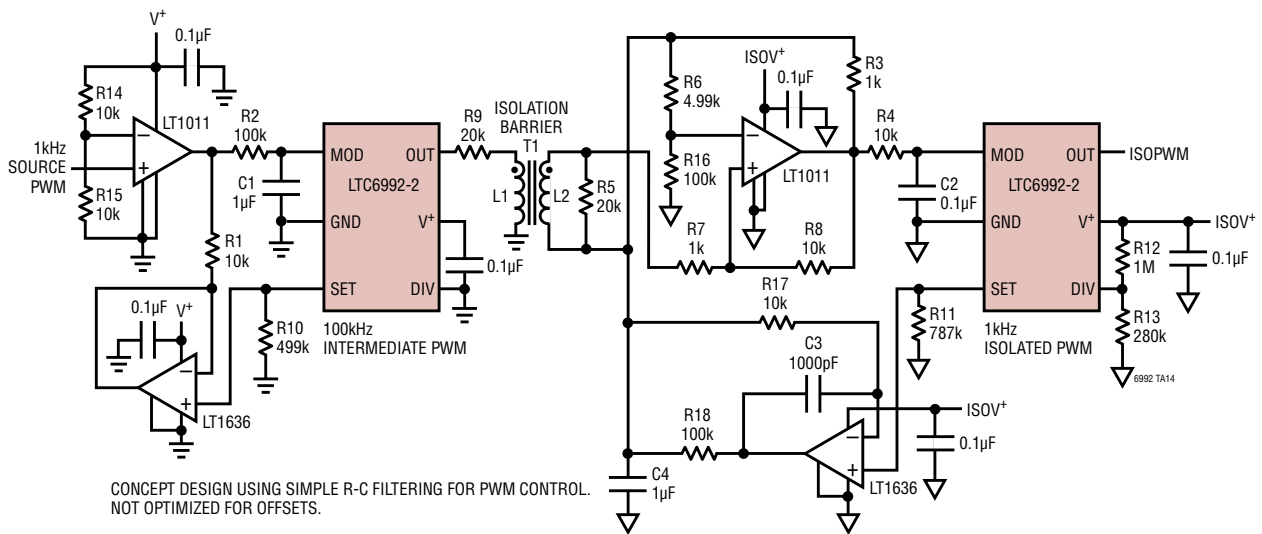 V+
0.1µF
R14
10k
LT1011
1kHz
SOURCE
PWM
R15
10k
−
+
R2
100k
C1
1µF
R1
10k
0.1µF
V+
−
+
LT1636
R10
499k
MOD
OUT
LTC6992-2
GND
V+
SET
DIV
100kHz
INTERMEDIATE PWM
0.1µF
R9
20k
ISOLATION
BARRIER
T1
L1
L2
R5
20k
R6
4.99k
R16
100k
ISOV+
0.1µF
−
+
LT1011
R3
1k
R4
10k
C2
0.1µF
R7
1k
R8
10k
R17
10k
C3
1000pF
R18
100k
C4
1µF
−
+
LT1636
ISOV+
0.1µF
R11
787k
MOD
OUT
LTC6992-2
GND
V+
SET
DIV
1kHz
ISOLATED PWM
ISOPWM
ISOV+
R12
1M
0.1µF
R13
280k
6992 TA14
CONCEPT DESIGN USING SIMPLE R-C FILTERING FOR PWM CONTROL.
NOT OPTIMIZED FOR OFFSETS.